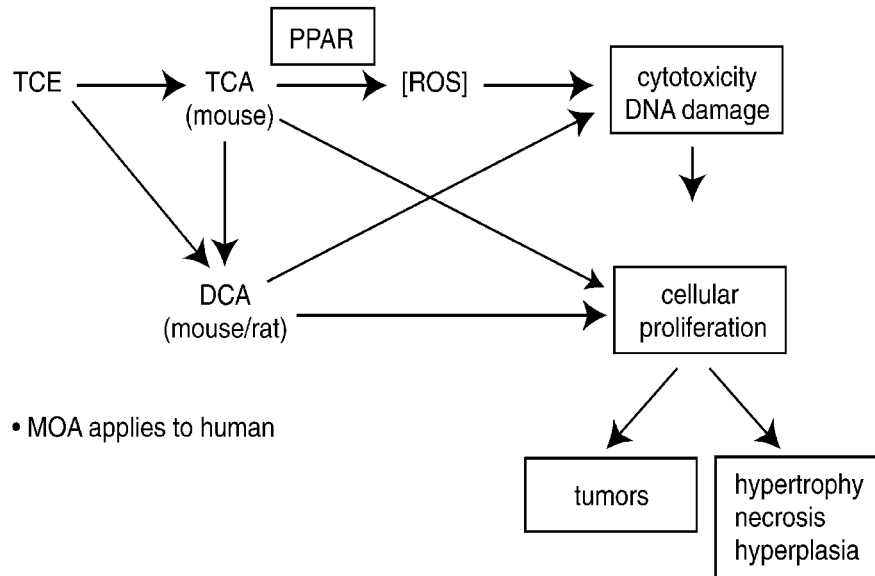 PPAR
TCE
TCA
(mouse)
[ROS]
cytotoxicity
DNA damage
DCA
(mouse/rat)
cellular
proliferation
• MOA applies to human
tumors
hypertrophy
necrosis
hyperplasia